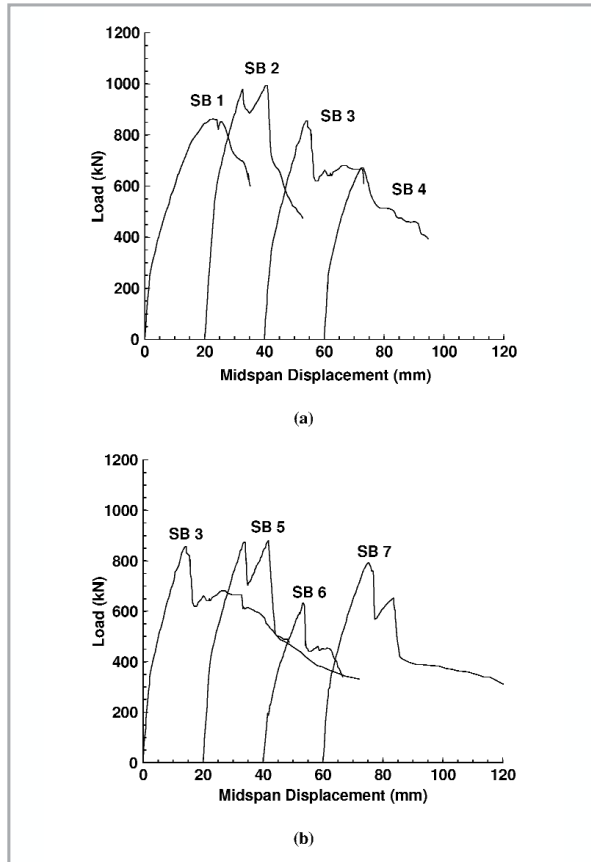 1200
1000
800
600
400
200
0
Load (kN)
SB 1
SB 2
SB 3
SB 4
0 20 40 60 80 100 120
Midspan Displacement (mm)
(a)
1200
1000
800
600
400
200
0
Load (kN)
SB 3
SB 5
SB 6
SB 7
0 20 40 60 80 100 120
Midspan Displacement (mm)
(b)